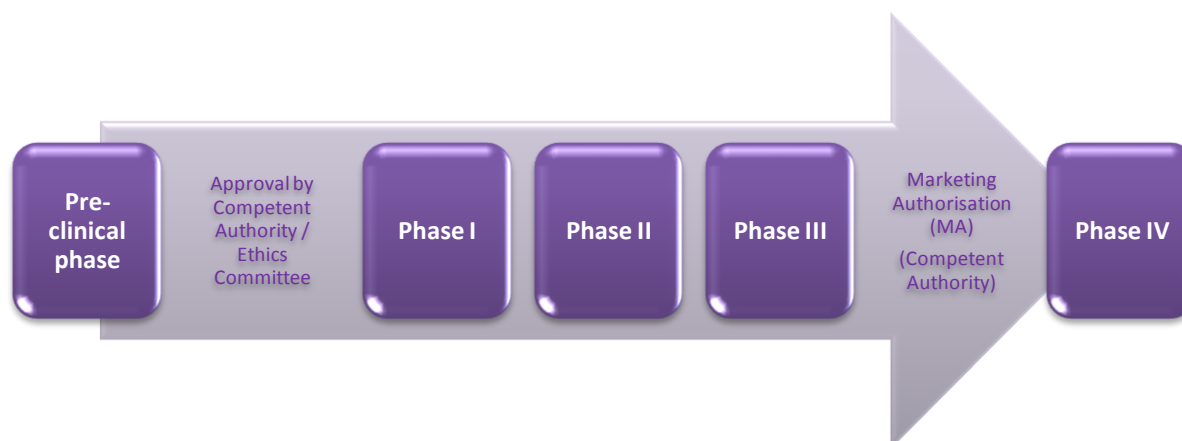 Pre-
clinical
phase
Approval by
Competent
Authority /
Ethics
Committee
Phase I
Phase II
Phase III
Marketing
Authorisation
(MA)
(Competent
Authority)
Phase IV